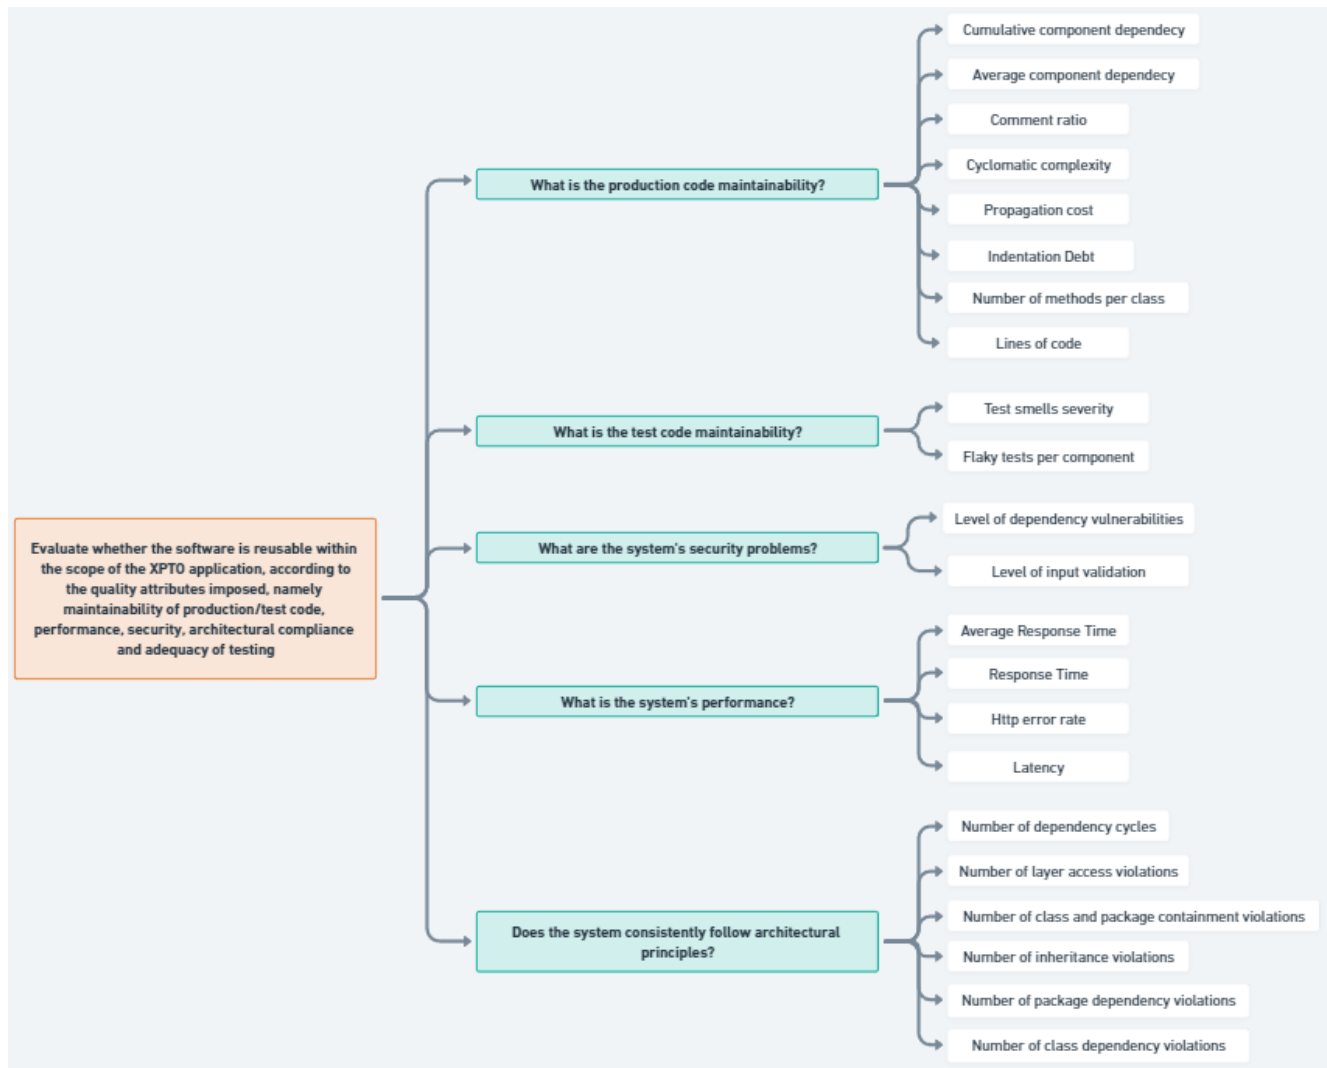 Evaluate whether the software is reusable within
the scope of the XPTO application, according to
the quality attributes imposed, namely
maintainability of production/test code,
performance, security, architectural compliance
and adequacy of testing
What is the production code maintainability?
Cumulative component dependecy
Average component dependecy
Comment ratio
Cyclomatic complexity
Propagation cost
Indentation Debt
Number of methods per class
Lines of code
What is the test code maintainability?
Test smells severity
Flaky tests per component
What are the system's security problems?
Level of dependency vulnerabilities
Level of input validation
What is the system's performance?
Average Response Time
Response Time
Http error rate
Latency
Does the system consistently follow architectural
principles?
Number of dependency cycles
Number of layer access violations
Number of class and package containment violations
Number of inheritance violations
Number of package dependency violations
Number of class dependency violations